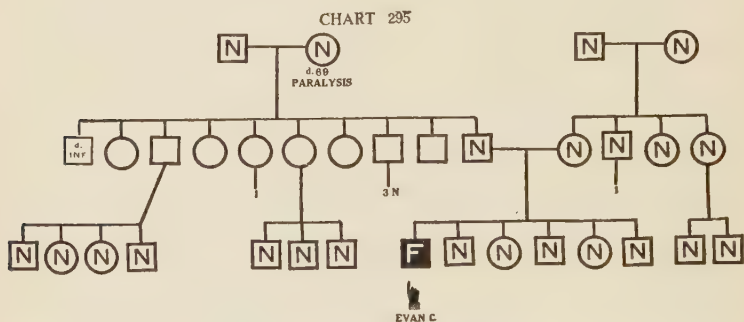 CHART 295
N N N N
d. 69
PARALYSIS
d.
INF. N N N N N
1 3 N 1
N N N N N N N F N N N N N N N
EVAN C.